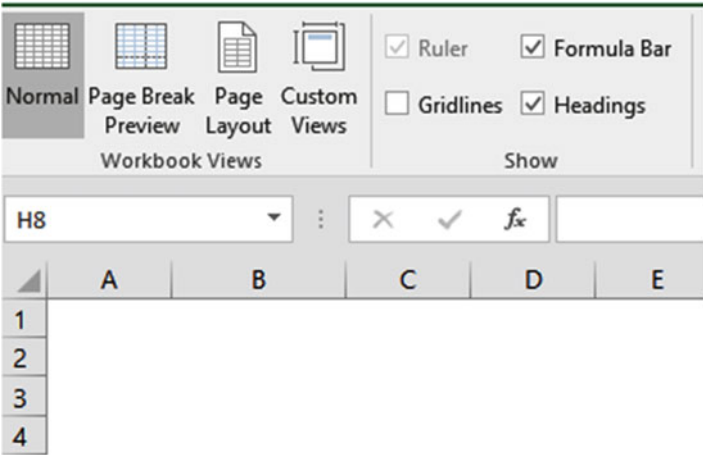 Ruler Formula Bar
Normal Page Break Page Custom
Preview Layout Views
Gridlines Headings
Workbook Views Show
H8 fx
A B C D E
1
2
3
4